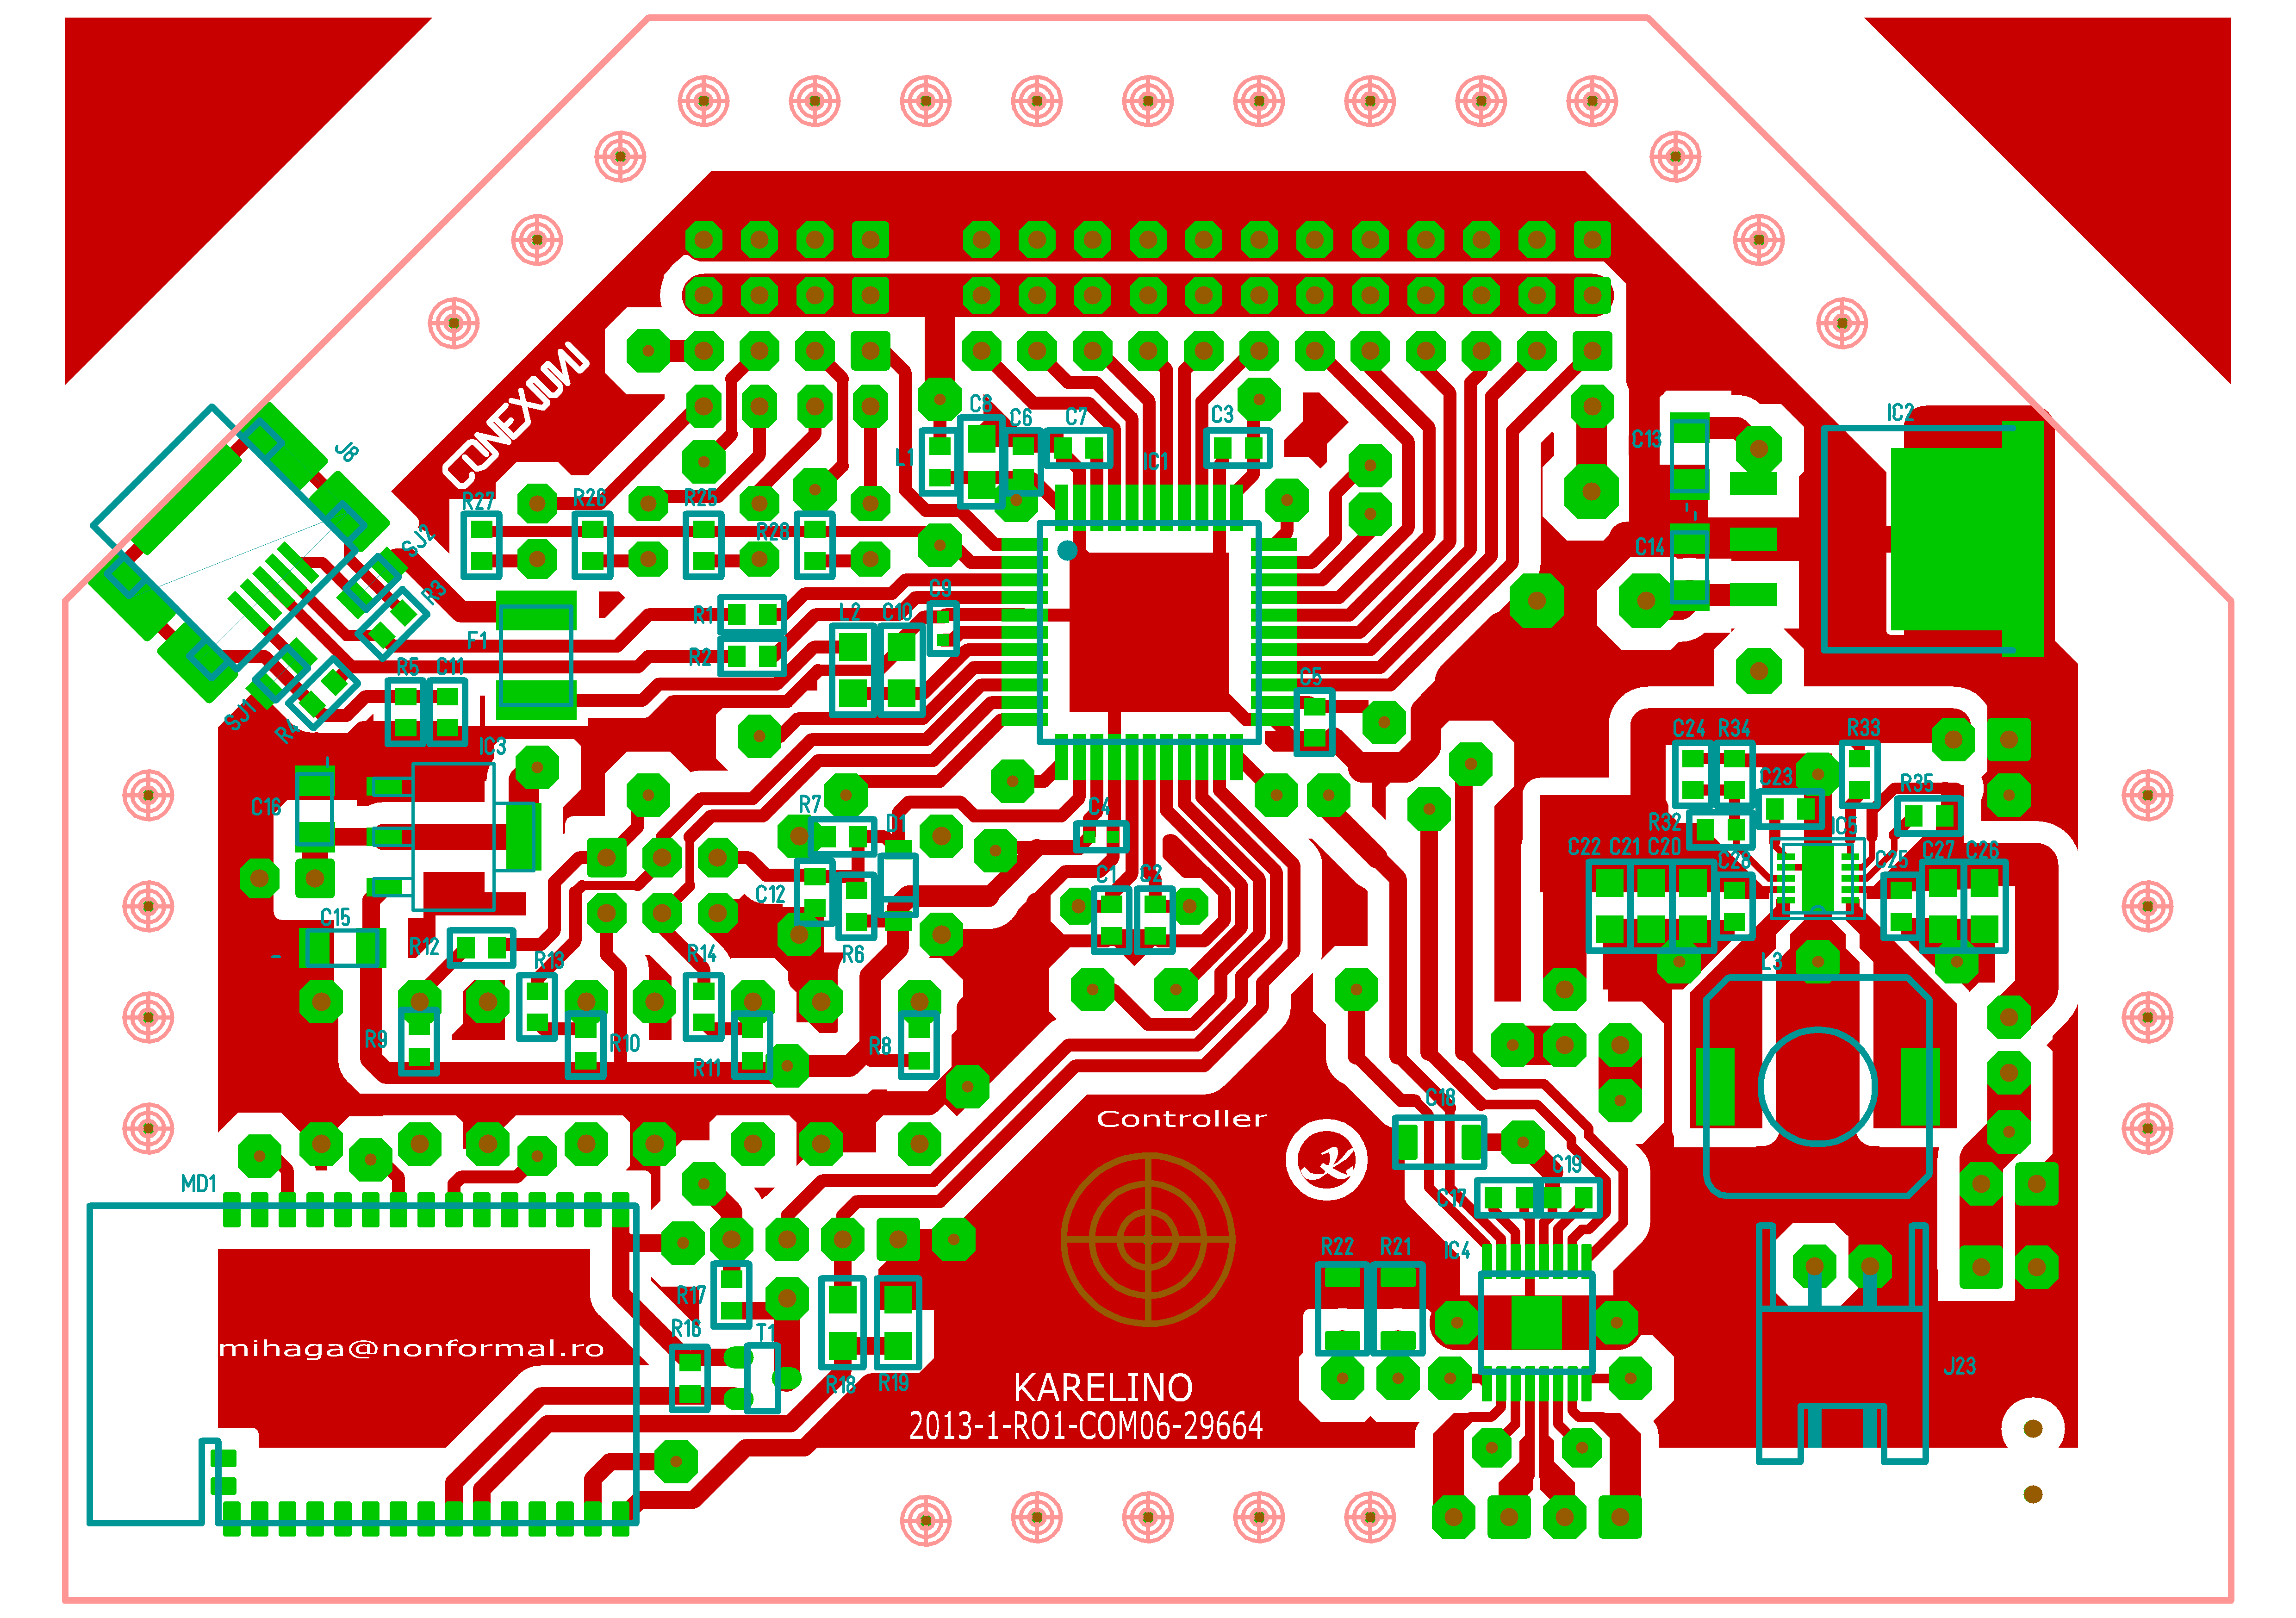 CONEXIUNI
J8
C8
C6
C7
C3
IC2
C13
L1
IC1
R27
R26
R25
R28
SJ2
C14
R3
R1
L2
C10
C9
F1
R2
R5
C11
C5
SJ1
R4
IC3
C24
R34
R33
C23
R35
C16
R7
D1
C4
R32
IC5
C22
C21
C20
C28
C25
C27
C26
C12
C1
C2
C15
R12
R13
R14
R6
L3
R9
R10
R11
R8
Controller
C18
MD1
C17
C19
R22
R21
IC4
R17
mihaga@nonformal.ro
R16
T1
R18
R19
J23
KARELINO
2013-1-RO1-COM06-29664